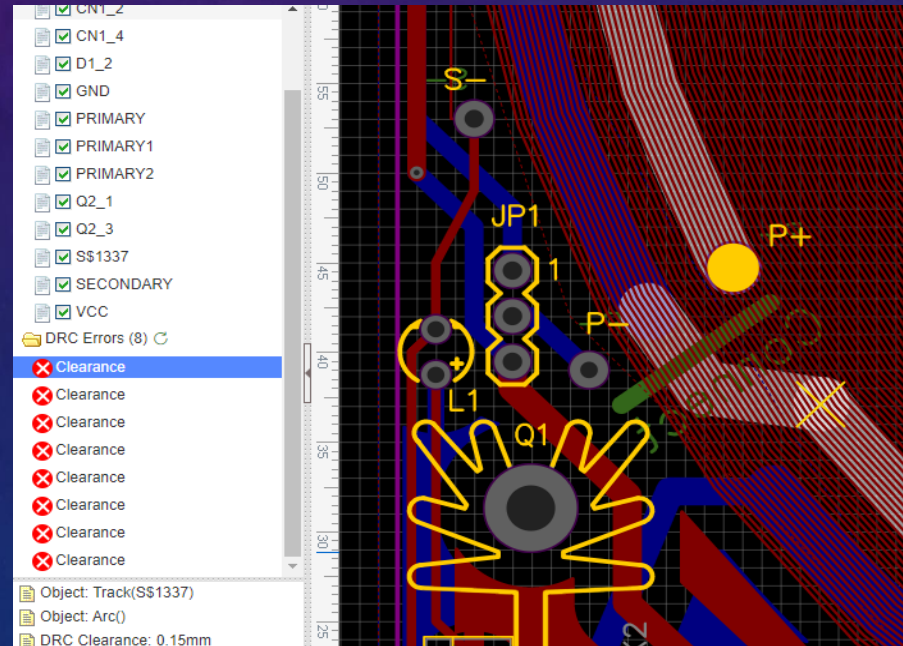 CN1_2
CN1_4
D1_2
GND
PRIMARY
PRIMARY1
PRIMARY2
Q2_1
Q2_3
S$1337
SECONDARY
VCC
DRC Errors (8)
Clearance
Clearance
Clearance
Clearance
Clearance
Clearance
Clearance
Clearance
Object: Track(S$1337)
Object: Arc()
DRC Clearance: 0.15mm
55
50
45
40
35
30
25
S-
JP1
1
P+
P-
+
L1
Q1